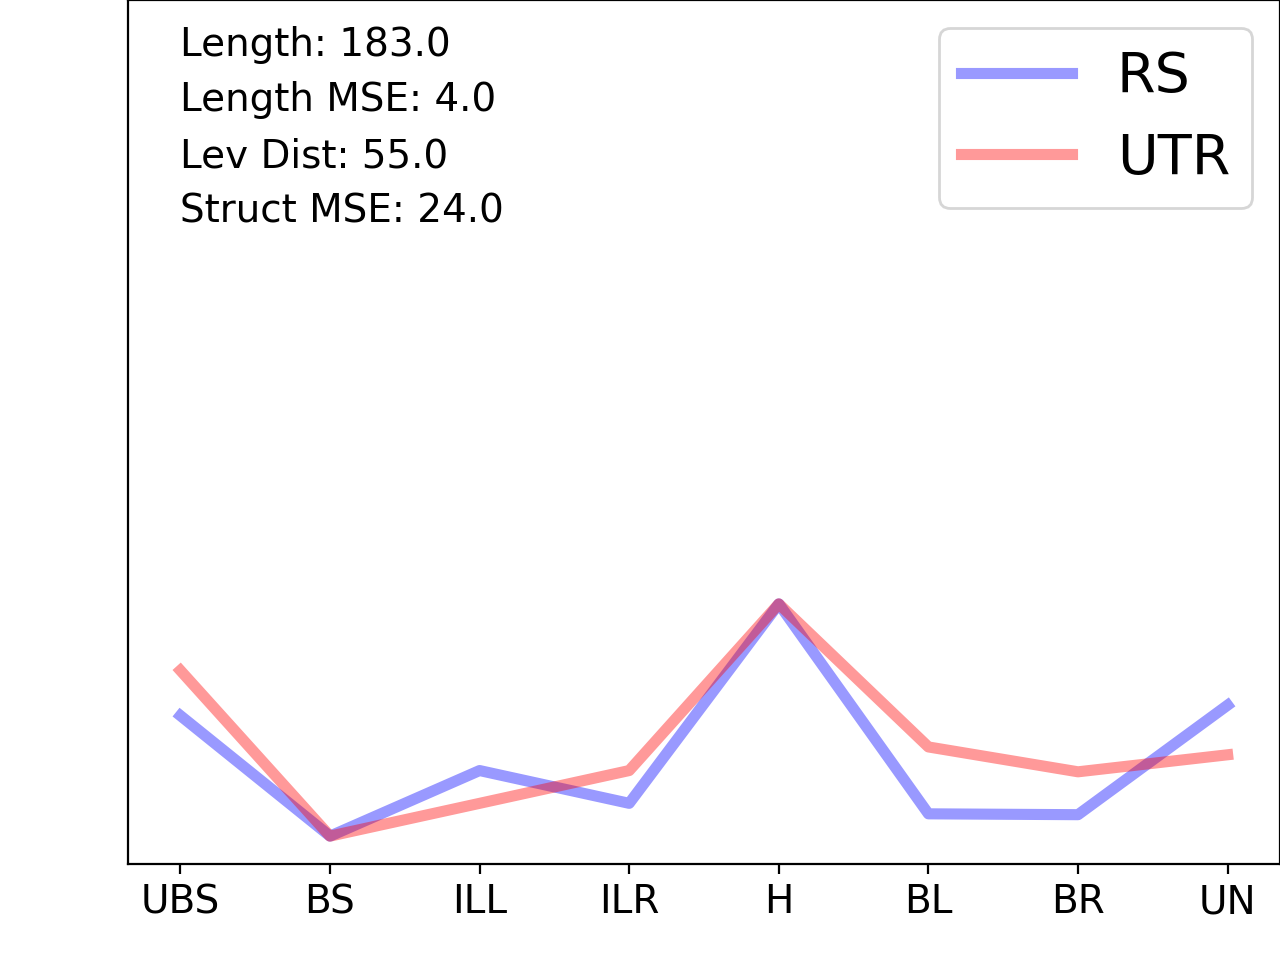 Length: 183.0
Length MSE: 4.0
Lev Dist: 55.0
Struct MSE: 24.0
RS
UTR
UBS BS ILL ILR H BL BR UN